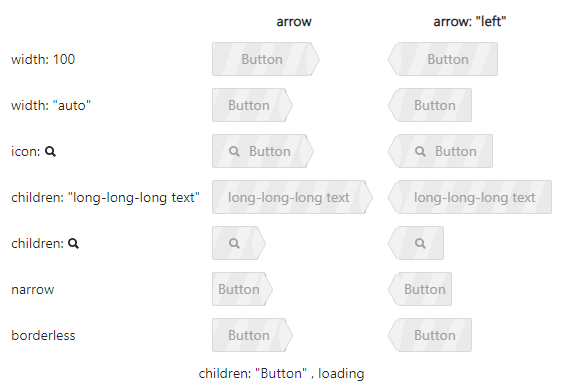 arrow arrow: "left"
width: 100 Button Button
width: "auto" Button Button
icon: Button Button
children: "long-long-long text" long-long-long text long-long-long text
children:
narrow Button Button
borderless Button Button
children: "Button" , loading